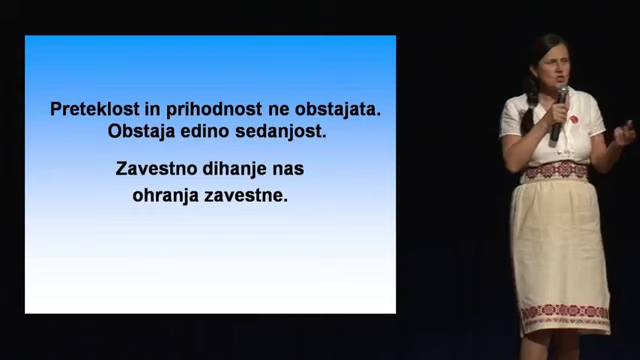 Preteklost in prihodnost ne obstajata.
Obstaja edino sedanjost.
Zavestno dihanje nas
ohranja zavestne.